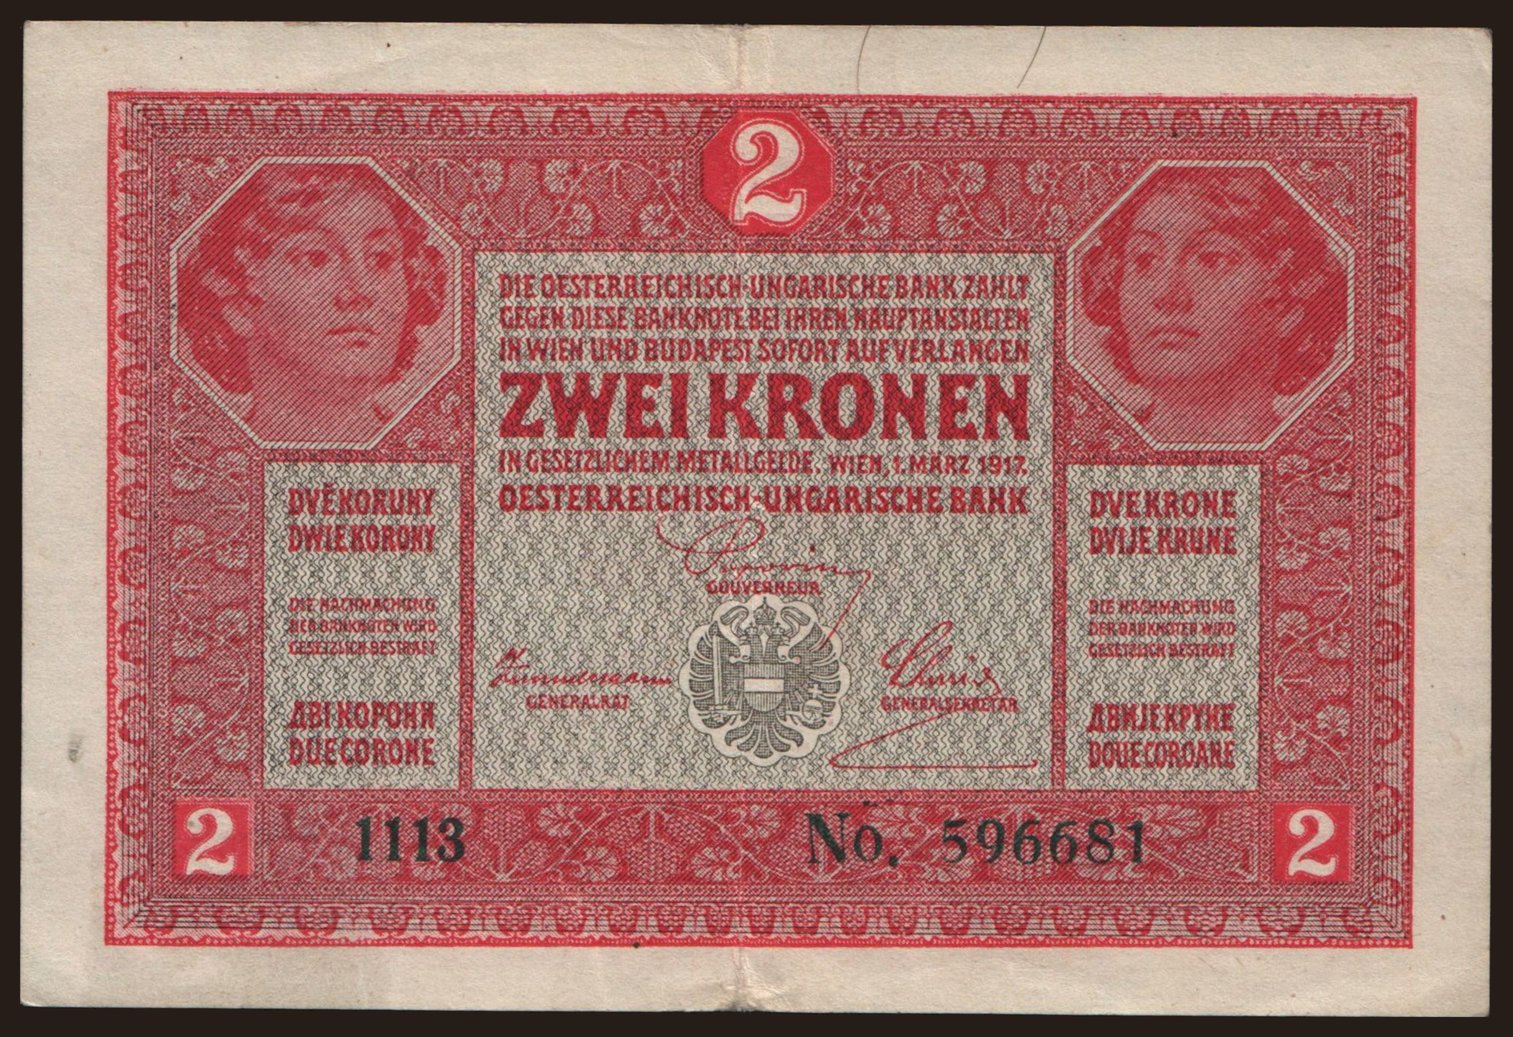 2
DIE OESTERREICHISCH-UNGARISCHE BANK ZAHLT
GEGEN DIESE BANKNOTE BEI IHREN HAUPTANSTALTEN
IN WIEN UND BUDAPEST SOFORT AUF VERLANGEN
ZWEI KRONEN
IN GESETZLICHEM METALLGELDE. WIEN, 1. MÄRZ 1917.
OESTERREICHISCH-UNGARISCHE BANK
GOUVERNEUR
GENERALRAT
GENERALSEKRETÄR
DVĚ KORUNY
DWIE KORONY
DIE NACHMACHUNG
DER BANKNOTEN WIRD
GESETZLICH BESTRAFT
ДВІ КОРОНИ
DUE CORONE
DVE KRONE
DVIJE KRUNE
DIE NACHMACHUNG
DER BANKNOTEN WIRD
GESETZLICH BESTRAFT
ДВИЈЕ КРУНЕ
DOUE COROANE
2
1113
No. 596681
2